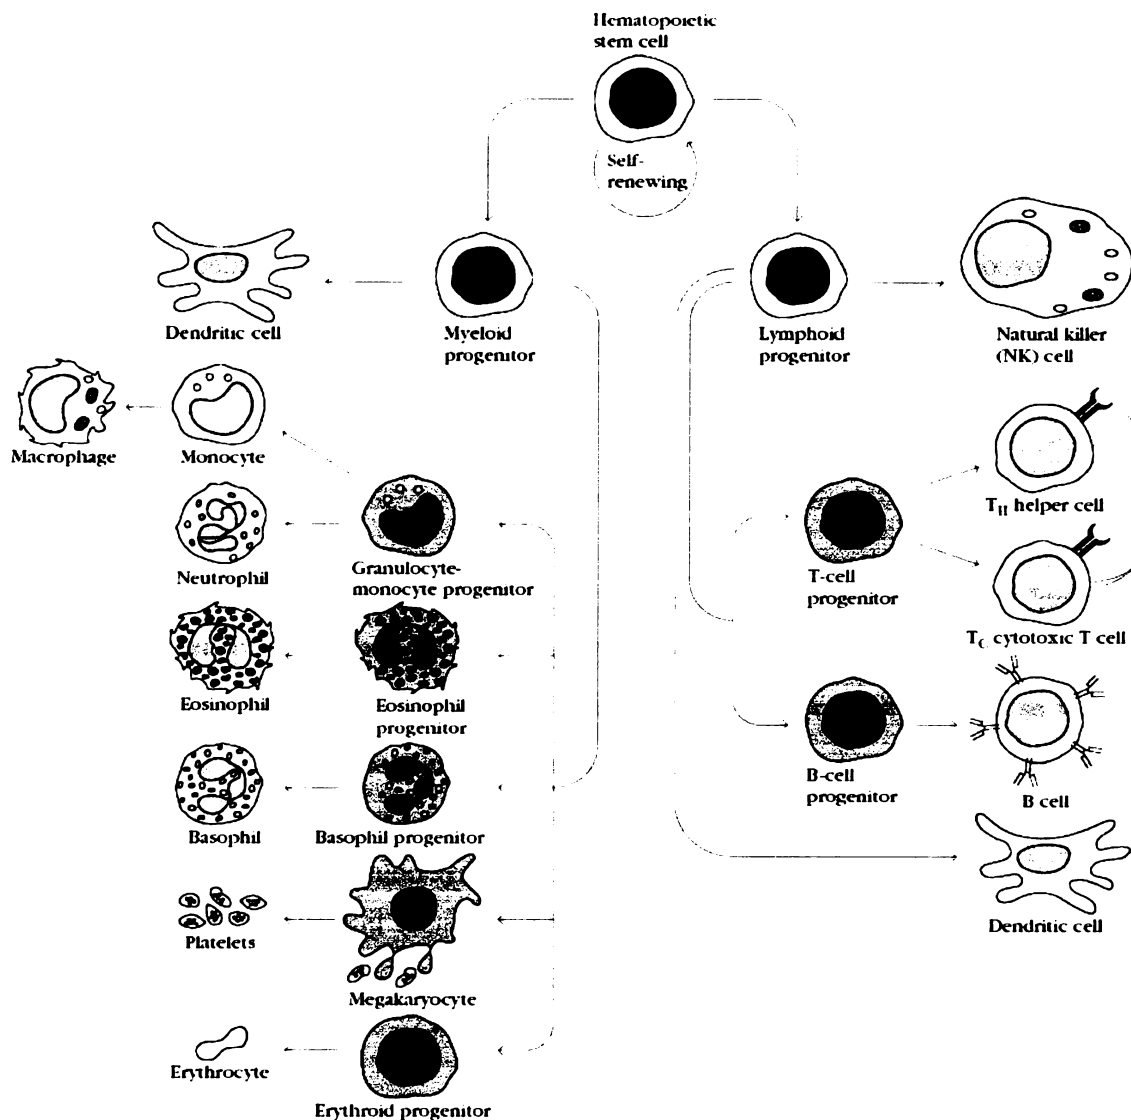 Hematopoietic
stem cell
Self-
renewing
Dendritic cell
Myeloid
progenitor
Lymphoid
progenitor
Natural killer
(NK) cell
Macrophage
Monocyte
TH helper cell
Neutrophil
Granulocyte-
monocyte progenitor
T-cell
progenitor
TC cytotoxic T cell
Eosinophil
Eosinophil
progenitor
B-cell
progenitor
B cell
Basophil
Basophil progenitor
Platelets
Dendritic cell
Megakaryocyte
Erythrocyte
Erythroid progenitor